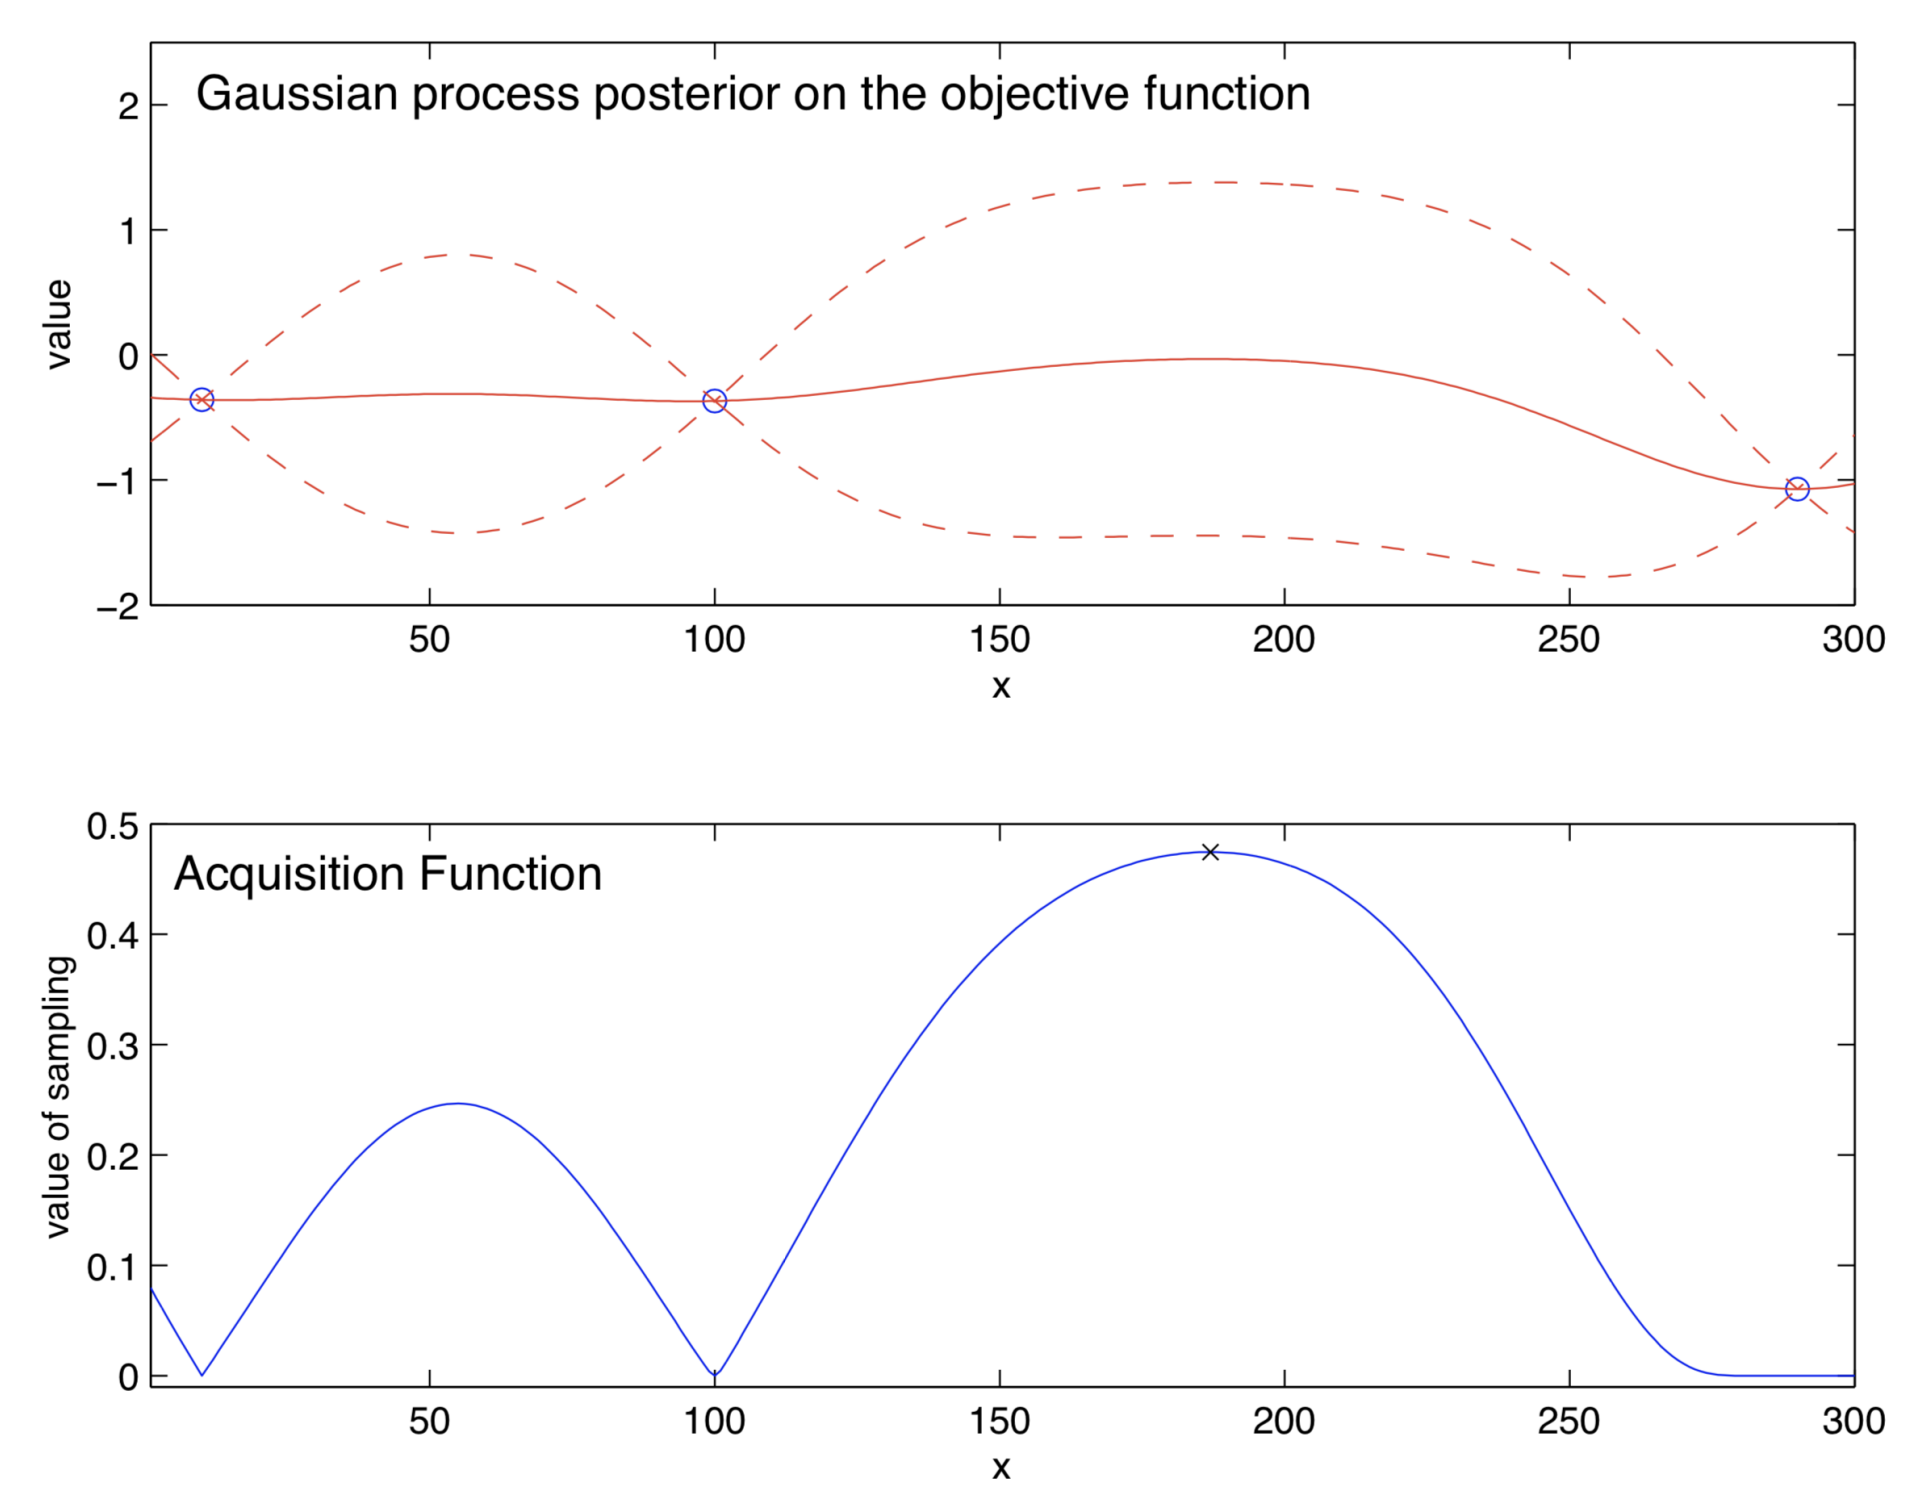 Gaussian process posterior on the objective function
2
1
0
−1
−2
value
50 100 150 200 250 300
x
Acquisition Function
0.5
0.4
0.3
0.2
0.1
0
value of sampling
50 100 150 200 250 300
x